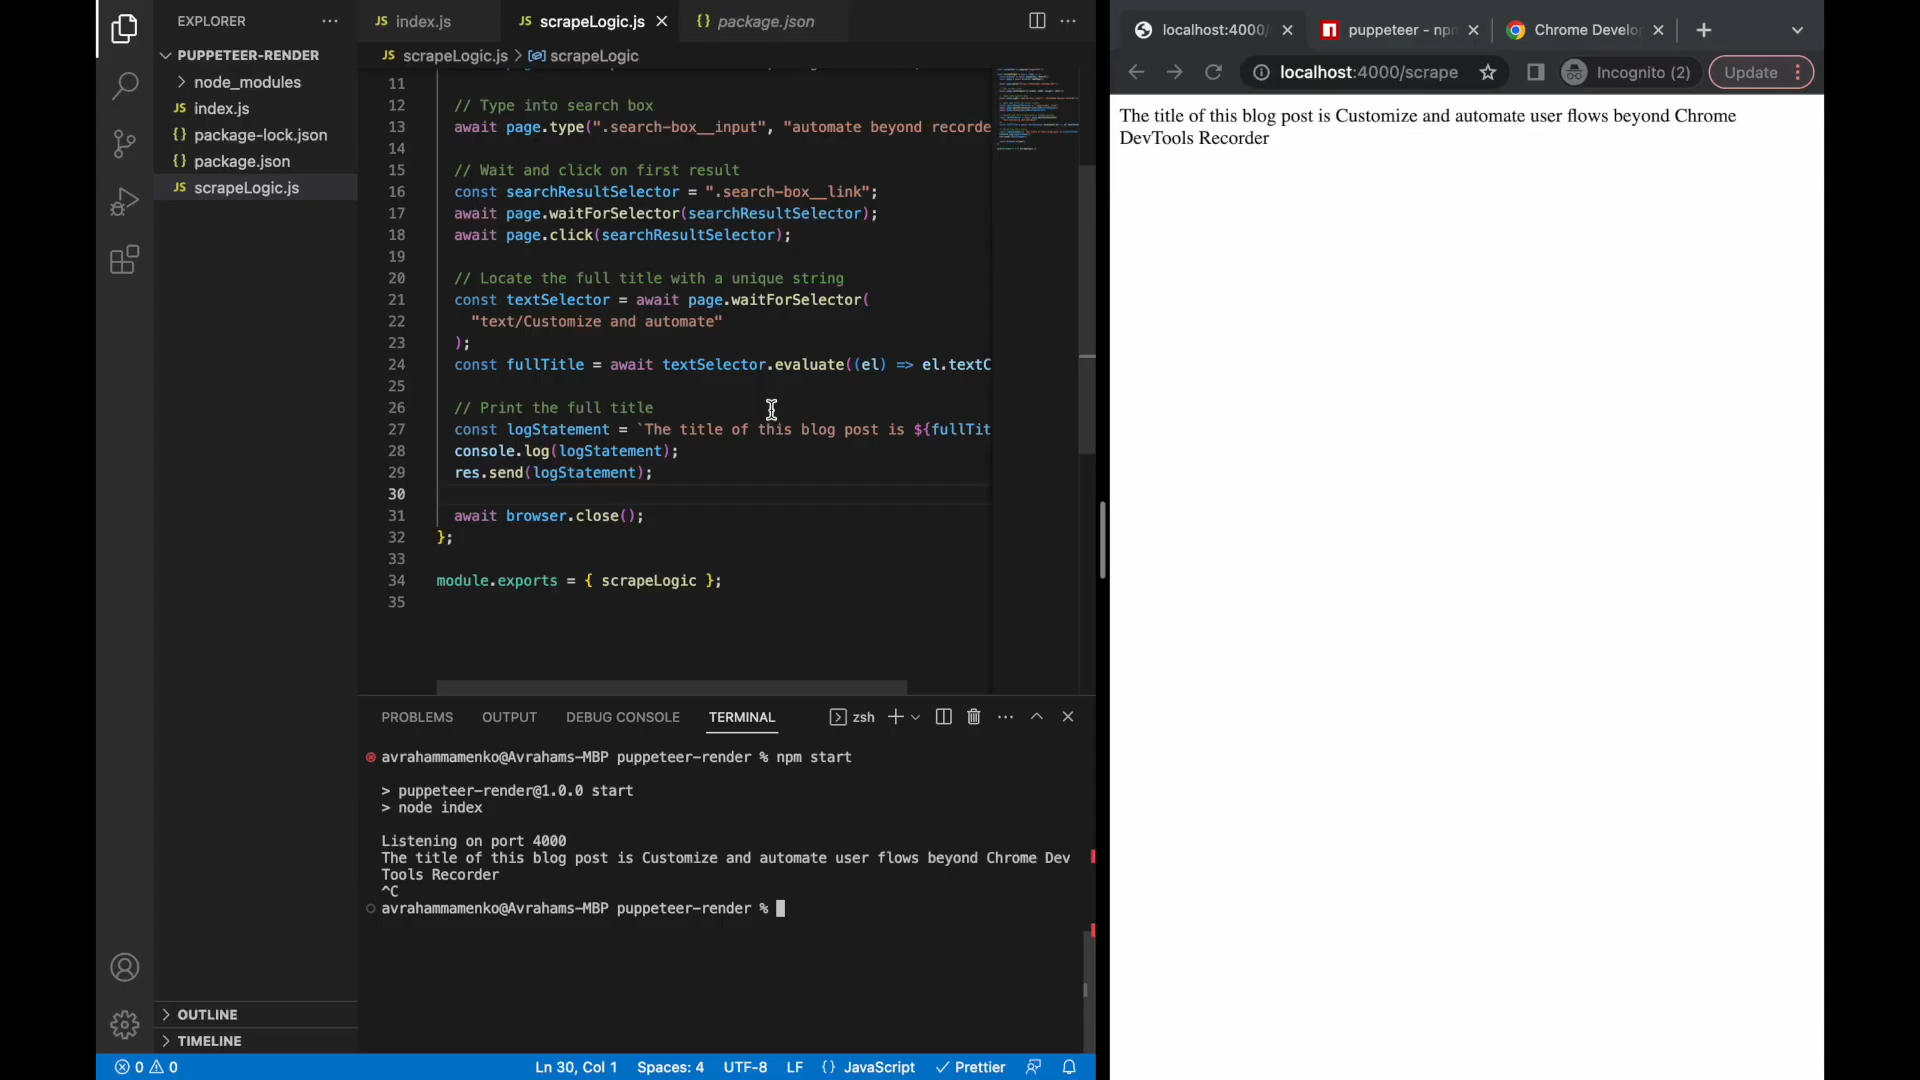 EXPLORER
PUPPETEER-RENDER
node_modules
JS index.js
{} package-lock.json
{} package.json
JS scrapeLogic.js
OUTLINE
TIMELINE
JS index.js
JS scrapeLogic.js
{} package.json
JS scrapeLogic.js > scrapeLogic
11
12 // Type into search box
13 await page.type(".search-box__input", "automate beyond recorde
14
15 // Wait and click on first result
16 const searchResultSelector = ".search-box__link";
17 await page.waitForSelector(searchResultSelector);
18 await page.click(searchResultSelector);
19
20 // Locate the full title with a unique string
21 const textSelector = await page.waitForSelector(
22 "text/Customize and automate"
23 );
24 const fullTitle = await textSelector.evaluate((el) => el.textC
25
26 // Print the full title
27 const logStatement = `The title of this blog post is ${fullTit
28 console.log(logStatement);
29 res.send(logStatement);
30
31 await browser.close();
32 };
33
34 module.exports = { scrapeLogic };
35
PROBLEMS OUTPUT DEBUG CONSOLE TERMINAL zsh
avrahammamenko@Avrahams-MBP puppeteer-render % npm start
> puppeteer-render@1.0.0 start
> node index
Listening on port 4000
The title of this blog post is Customize and automate user flows beyond Chrome Dev
Tools Recorder
^C
avrahammamenko@Avrahams-MBP puppeteer-render %
0 0 Ln 30, Col 1 Spaces: 4 UTF-8 LF {} JavaScript Prettier
localhost:4000/ puppeteer - npm Chrome Develo
localhost:4000/scrape Incognito (2) Update
The title of this blog post is Customize and automate user flows beyond Chrome
DevTools Recorder